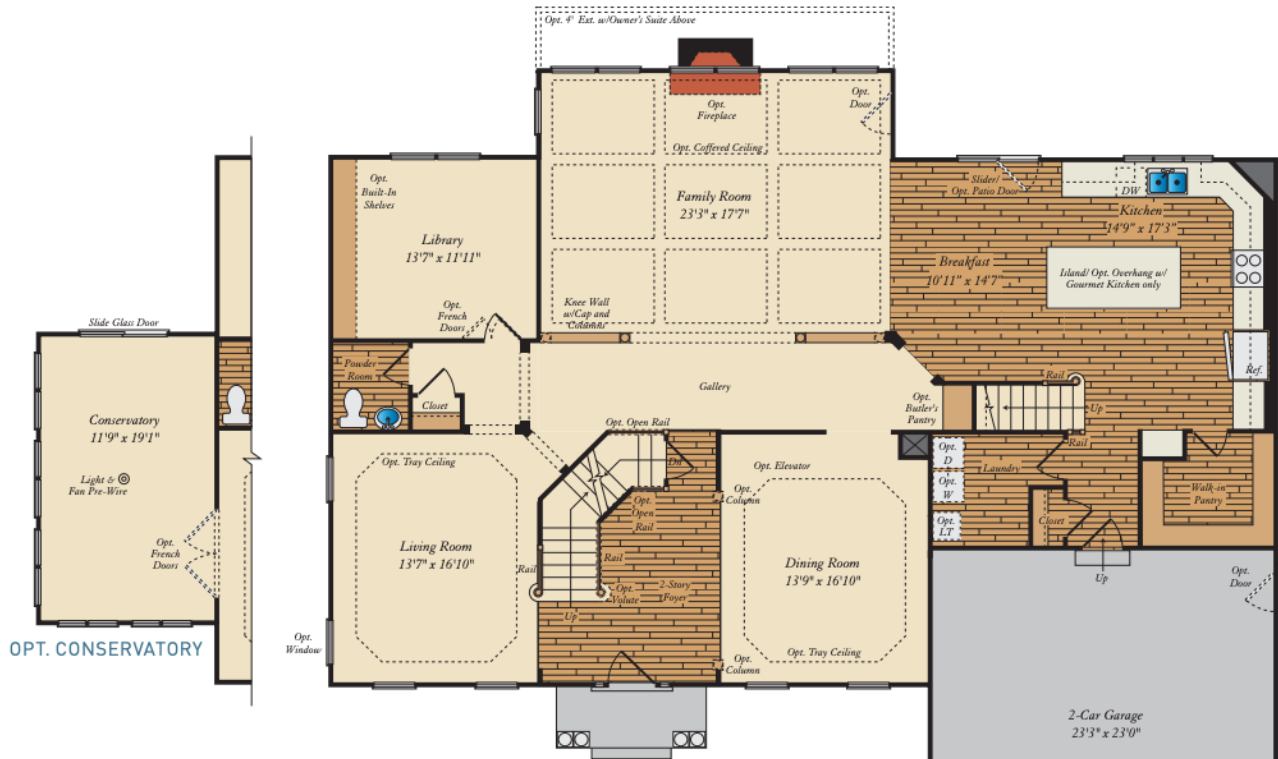 Opt. 4' Ext. w/Owner's Suite Above
Opt.
Fireplace
Opt.
Door
Opt. Coffered Ceiling
Family Room
23'3" x 17'7"
Knee Wall
w/Cap and
Columns
Opt.
Built-In
Shelves
Library
13'7" x 11'11"
Opt.
French
Doors
Slider/
Opt. Patio Door
DW
Kitchen
14'9" x 17'3"
Breakfast
10'11" x 14'7"
Island/ Opt. Overhang w/
Gourmet Kitchen only
Ref.
Slide Glass Door
Conservatory
11'9" x 19'1"
Light &
Fan Pre-Wire
Opt.
French
Doors
OPT. CONSERVATORY
Powder
Room
Closet
Gallery
Opt. Open Rail
Opt.
Butler's
Pantry
Rail
Up
Rail
Opt. Tray Ceiling
Living Room
13'7" x 16'10"
Opt.
Window
Dn
Opt.
Open
Rail
Rail
Rail
Opt.
Volute
2-Story
Foyer
Up
Opt.
Column
Opt.
Column
Opt. Elevator
Dining Room
13'9" x 16'10"
Opt. Tray Ceiling
Opt.
D
Opt.
W
Opt.
LT
Laundry
Closet
Walk-in
Pantry
Up
Opt.
Door
2-Car Garage
23'3" x 23'0"